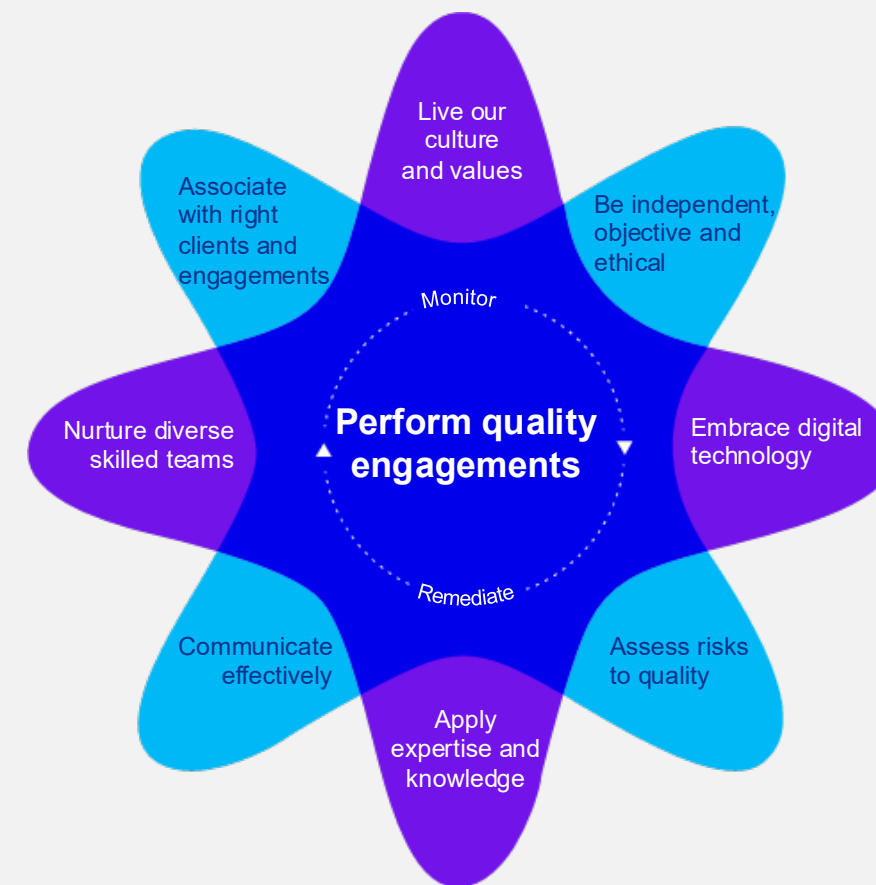 Live our
culture
and values
Associate
with right
clients and
engagements
Be independent,
objective and
ethical
Monitor
Nurture diverse
skilled teams
Perform quality
engagements
Embrace digital
technology
Remediate
Communicate
effectively
Assess risks
to quality
Apply
expertise and
knowledge